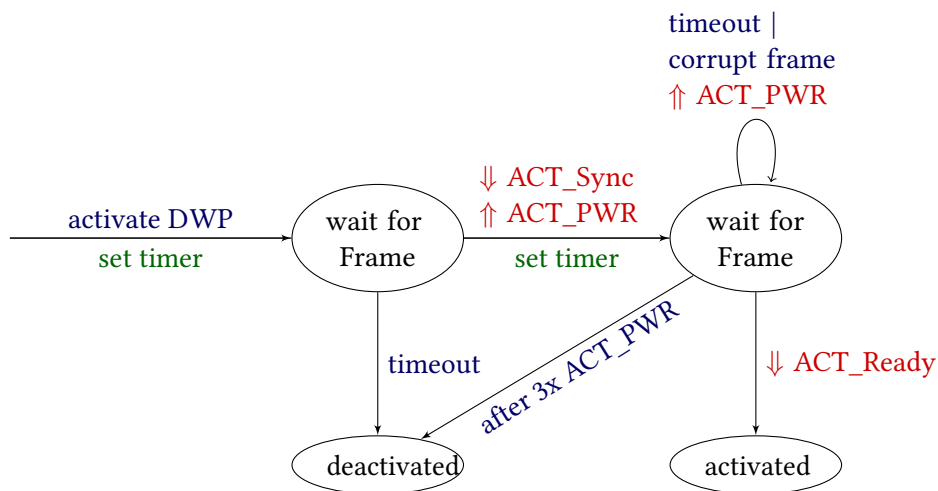 timeout |
corrupt frame
⇑ ACT_PWR
⇓ ACT_Sync
⇑ ACT_PWR
activate DWP
set timer
wait for
Frame
set timer
wait for
Frame
timeout
after 3x ACT_PWR
⇓ ACT_Ready
deactivated
activated